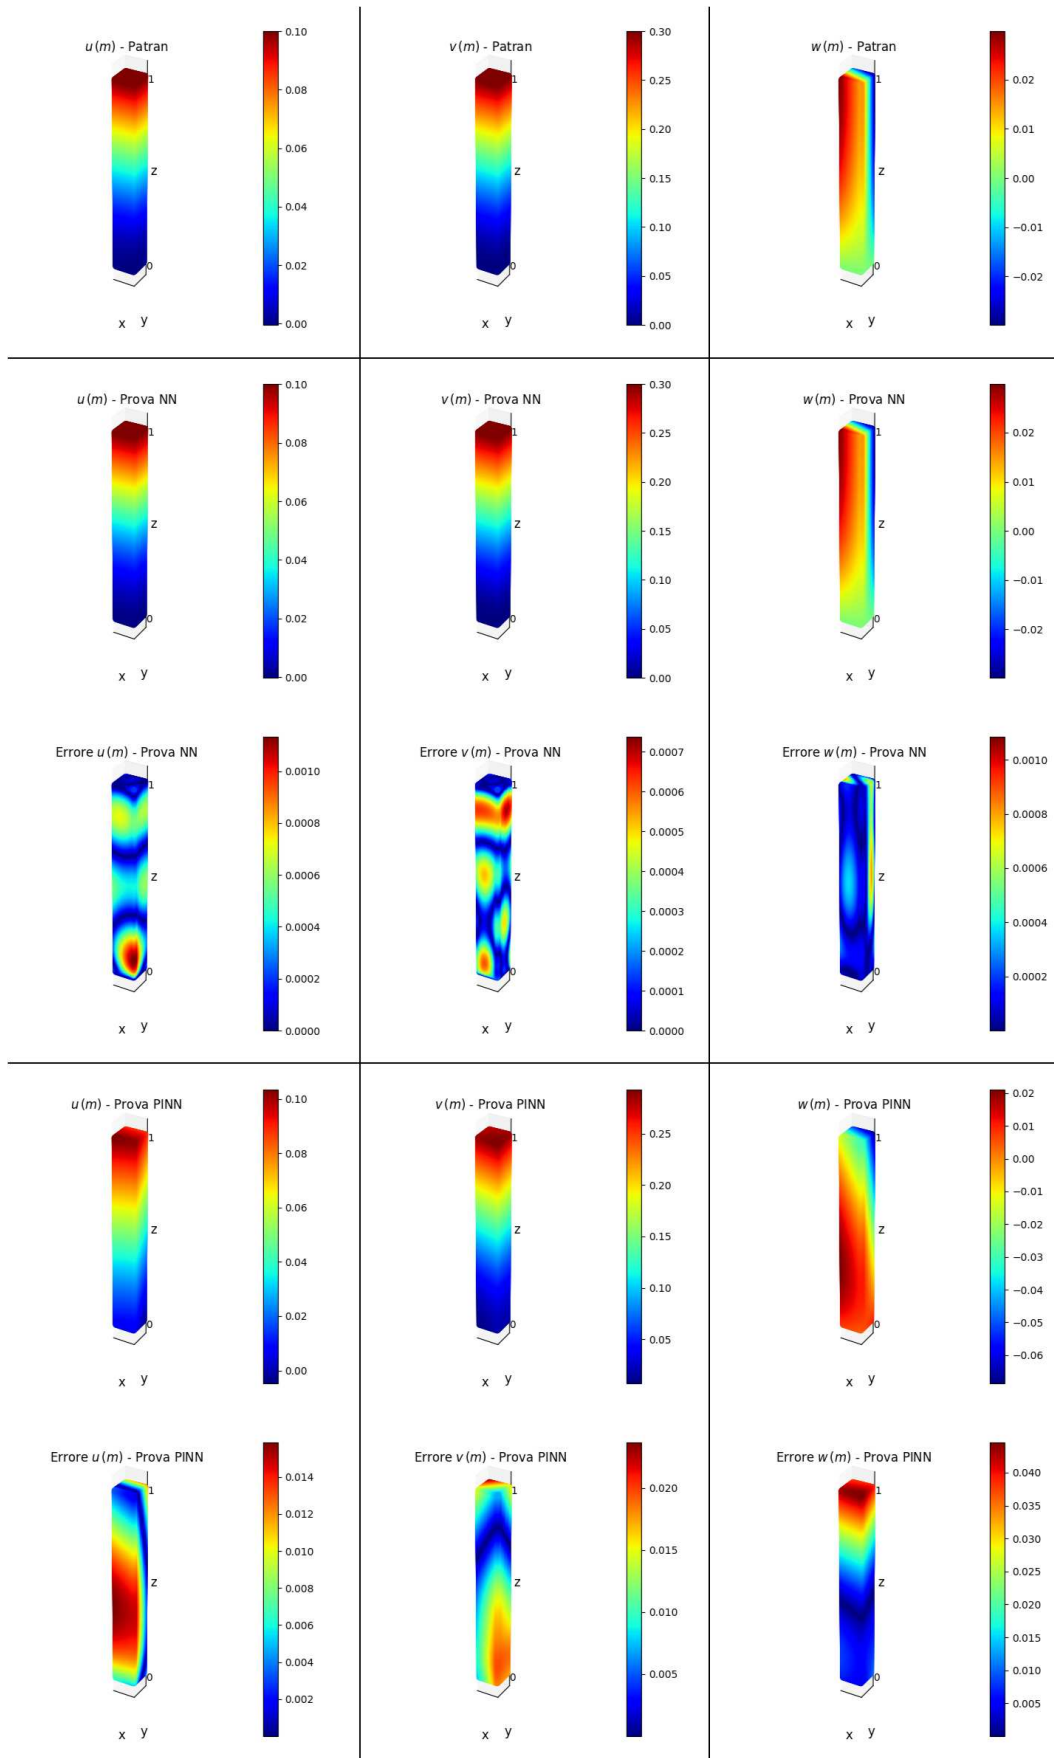 u (m) - Patran
1
z
0
x y
0.10
0.08
0.06
0.04
0.02
0.00
v (m) - Patran
1
z
0
x y
0.30
0.25
0.20
0.15
0.10
0.05
0.00
w (m) - Patran
1
z
0
x y
0.02
0.01
0.00
−0.01
−0.02
u (m) - Prova NN
1
z
0
x y
0.10
0.08
0.06
0.04
0.02
0.00
v (m) - Prova NN
1
z
0
x y
0.30
0.25
0.20
0.15
0.10
0.05
0.00
w (m) - Prova NN
1
z
0
x y
0.02
0.01
0.00
−0.01
−0.02
Errore u (m) - Prova NN
1
z
0
x y
0.0010
0.0008
0.0006
0.0004
0.0002
0.0000
Errore v (m) - Prova NN
1
z
0
x y
0.0007
0.0006
0.0005
0.0004
0.0003
0.0002
0.0001
0.0000
Errore w (m) - Prova NN
1
z
0
x y
0.0010
0.0008
0.0006
0.0004
0.0002
u (m) - Prova PINN
1
z
0
x y
0.10
0.08
0.06
0.04
0.02
0.00
v (m) - Prova PINN
1
z
0
x y
0.25
0.20
0.15
0.10
0.05
w (m) - Prova PINN
1
z
0
x y
0.02
0.01
0.00
−0.01
−0.02
−0.03
−0.04
−0.05
−0.06
Errore u (m) - Prova PINN
1
z
0
x y
0.014
0.012
0.010
0.008
0.006
0.004
0.002
Errore v (m) - Prova PINN
1
z
0
x y
0.020
0.015
0.010
0.005
Errore w (m) - Prova PINN
1
z
0
x y
0.040
0.035
0.030
0.025
0.020
0.015
0.010
0.005